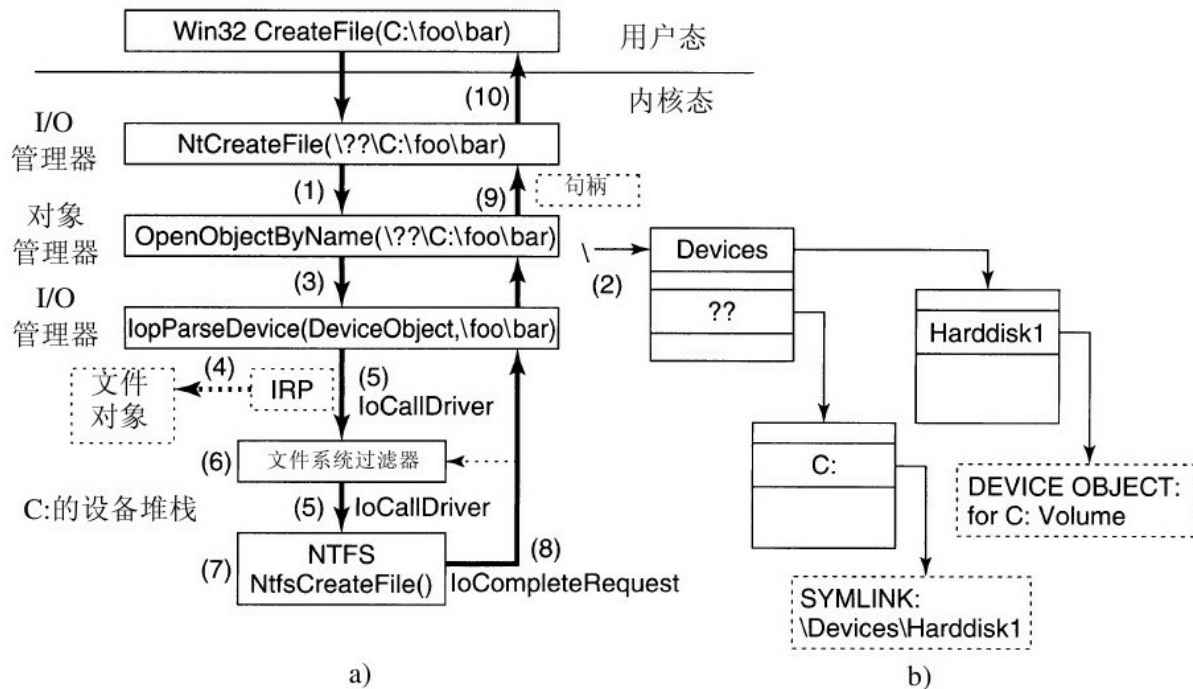 Win32 CreateFile(C:\foo\bar)
用户态
内核态
(10)
I/O
管理器
NtCreateFile(\??\C:\foo\bar)
(1)
(9)
句柄
对象
管理器
OpenObjectByName(\??\C:\foo\bar)
\
(2)
Devices
??
(3)
I/O
管理器
IopParseDevice(DeviceObject,\foo\bar)
Harddisk1
文件
对象
(4)
IRP
(5)
IoCallDriver
(6)
文件系统过滤器
C:
C:的设备堆栈
(5)
IoCallDriver
DEVICE OBJECT:
for C: Volume
(7)
NTFS
NtfsCreateFile()
(8)
IoCompleteRequest
SYMLINK:
\Devices\Harddisk1
a)
b)